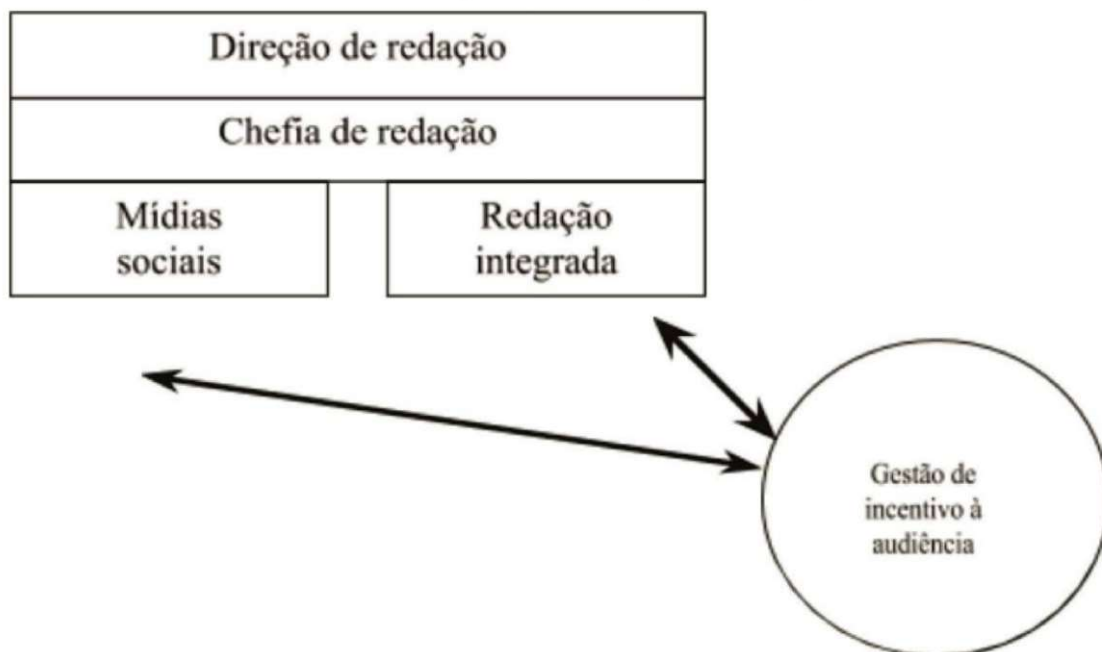 Direção de redação
Chefia de redação
Mídias
sociais
Redação
integrada
Gestão de
incentivo à
audiência